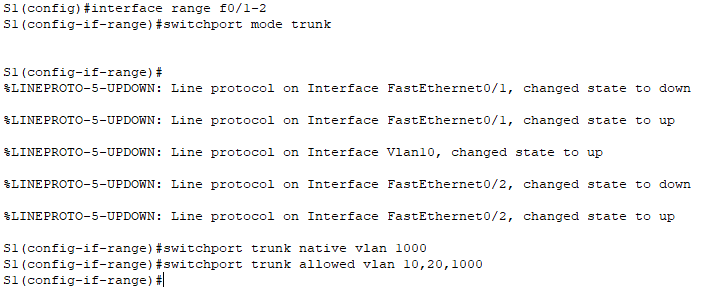 S1(config)#interface range f0/1-2
S1(config-if-range)#switchport mode trunk
S1(config-if-range)#
%LINEPROTO-5-UPDOWN: Line protocol on Interface FastEthernet0/1, changed state to down
%LINEPROTO-5-UPDOWN: Line protocol on Interface FastEthernet0/1, changed state to up
%LINEPROTO-5-UPDOWN: Line protocol on Interface Vlan10, changed state to up
%LINEPROTO-5-UPDOWN: Line protocol on Interface FastEthernet0/2, changed state to down
%LINEPROTO-5-UPDOWN: Line protocol on Interface FastEthernet0/2, changed state to up
S1(config-if-range)#switchport trunk native vlan 1000
S1(config-if-range)#switchport trunk allowed vlan 10,20,1000
S1(config-if-range)#